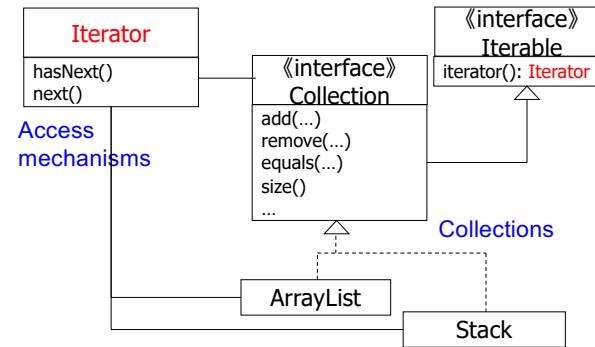 Iterator
hasNext()
next()
Access
mechanisms
《interface》
Collection
add(…)
remove(…)
equals(…)
size()
…
《interface》
Iterable
iterator(): Iterator
Collections
ArrayList
Stack